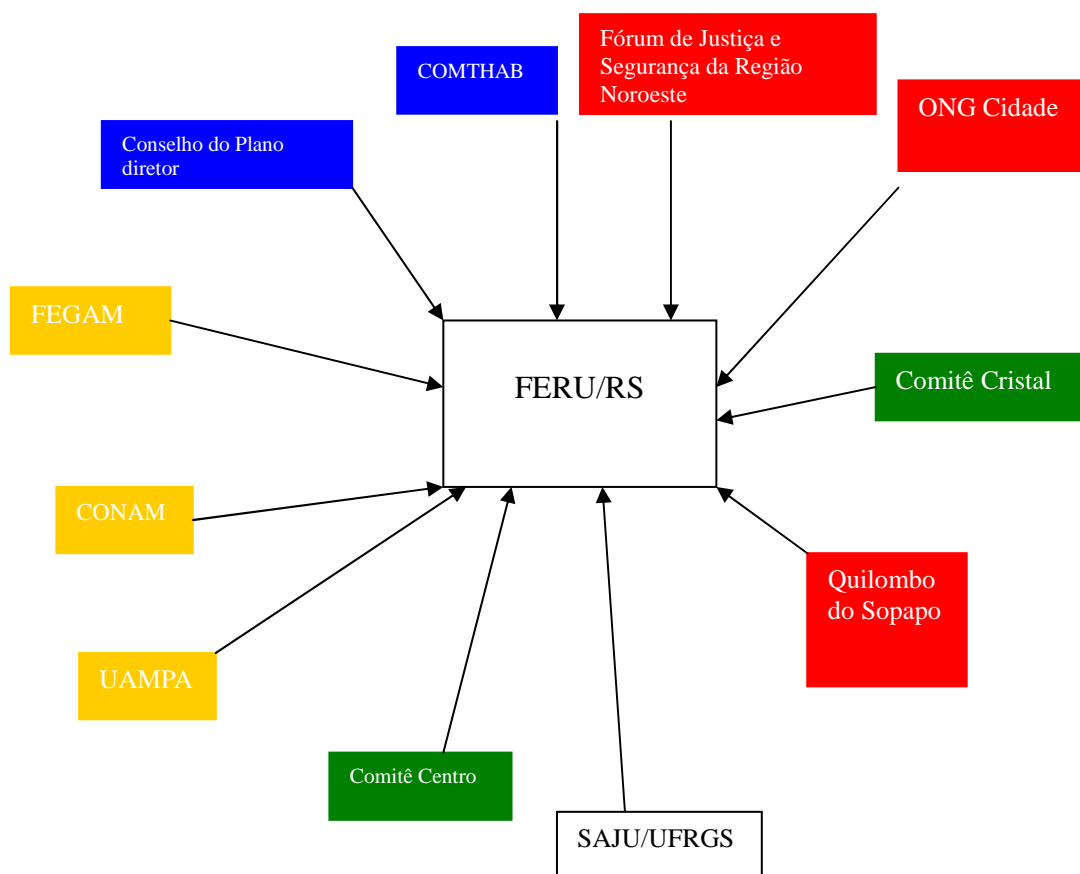 Fórum de Justiça e
Segurança da Região
Noroeste
COMTHAB
ONG Cidade
Conselho do Plano
diretor
FEGAM
FERU/RS
Comitê Cristal
CONAM
Quilombo
do Sopapo
UAMPA
Comitê Centro
SAJU/UFRGS